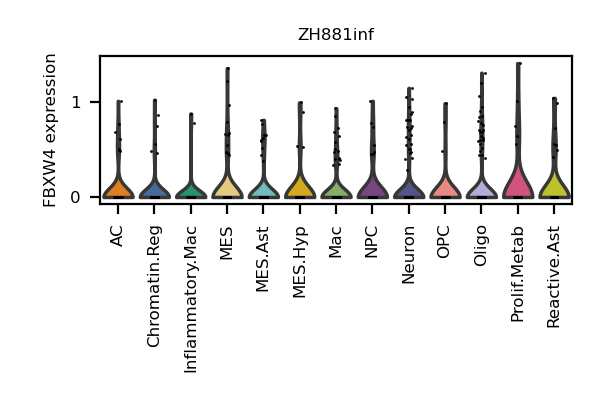 ZH881inf
FBXW4 expression
1
0
AC
Chromatin.Reg
Inflammatory.Mac
MES
MES.Ast
MES.Hyp
Mac
NPC
Neuron
OPC
Oligo
Prolif.Metab
Reactive.Ast